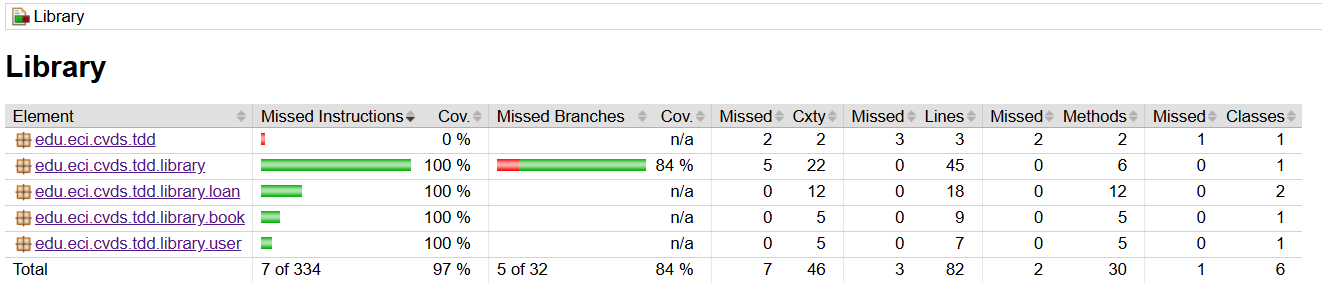 Library
Library
Element Missed Instructions Cov. Missed Branches Cov. Missed Cxty Missed Lines Missed Methods Missed Classes
edu.eci.cvds.tdd 0 % n/a 2 2 3 3 2 2 1 1
edu.eci.cvds.tdd.library 100 % 84 % 5 22 0 45 0 6 0 1
edu.eci.cvds.tdd.library.loan 100 % n/a 0 12 0 18 0 12 0 2
edu.eci.cvds.tdd.library.book 100 % n/a 0 5 0 9 0 5 0 1
edu.eci.cvds.tdd.library.user 100 % n/a 0 5 0 7 0 5 0 1
Total 7 of 334 97 % 5 of 32 84 % 7 46 3 82 2 30 1 6